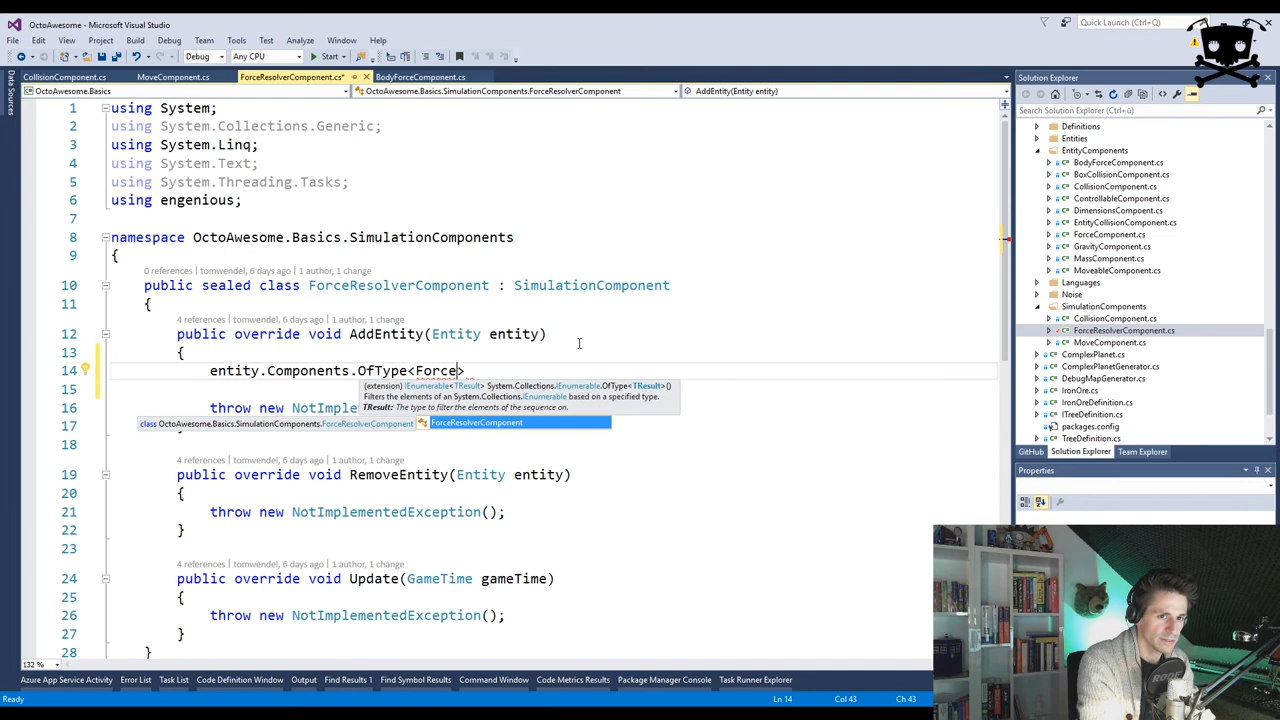 OctoAwesome - Microsoft Visual Studio
Quick Launch (Ctrl+Q)
File Edit View Project Build Debug Team Tools Test Analyze Window Help
Debug Any CPU Start
Data Sources
CollisionComponent.cs MoveComponent.cs ForceResolverComponent.cs* BodyForceComponent.cs
OctoAwesome.Basics OctoAwesome.Basics.SimulationComponents.ForceResolverComponent AddEntity(Entity entity)
1 using System;
2 using System.Collections.Generic;
3 using System.Linq;
4 using System.Text;
5 using System.Threading.Tasks;
6 using engenious;
7
8 namespace OctoAwesome.Basics.SimulationComponents
9 {
0 references | tomwendel, 6 days ago | 1 author, 1 change
10 public sealed class ForceResolverComponent : SimulationComponent
11 {
4 references | tomwendel, 6 days ago | 1 author, 1 change
12 public override void AddEntity(Entity entity)
13 {
14 entity.Components.OfType<Force>
(extension) IEnumerable<TResult> System.Collections.IEnumerable.OfType<TResult>()
Filters the elements of an System.Collections.IEnumerable based on a specified type.
15
TResult: The type to filter the elements of the sequence on.
16 throw new NotImple
class OctoAwesome.Basics.SimulationComponents.ForceResolverComponent ForceResolverComponent
18
4 references | tomwendel, 6 days ago | 1 author, 1 change
19 public override void RemoveEntity(Entity entity)
20 {
21 throw new NotImplementedException();
22 }
23
4 references | tomwendel, 6 days ago | 1 author, 1 change
24 public override void Update(GameTime gameTime)
25 {
26 throw new NotImplementedException();
27 }
28 }
132 %
Solution Explorer
Search Solution Explorer (Ctrl+ü)
Definitions
Entities
EntityComponents
BodyForceComponent.cs
BoxCollisionComponent.cs
CollisionComponent.cs
ControllableComponent.cs
DimensionsComponent.cs
EntityCollisionComponent.cs
ForceComponent.cs
GravityComponent.cs
MassComponent.cs
MoveableComponent.cs
Languages
Noise
SimulationComponents
CollisionComponent.cs
ForceResolverComponent.cs
MoveComponent.cs
ComplexPlanet.cs
ComplexPlanetDefinition.cs
DebugMapGenerator.cs
IronOre.cs
IronOreDefinition.cs
ITreeDefinition.cs
packages.config
TreeDefinition.cs
GitHub Solution Explorer Team Explorer
Properties
Azure App Service Activity Error List Task List Code Definition Window Output Find Results 1 Find Symbol Results Command Window Code Metrics Results Package Manager Console Task Runner Explorer
Ready Ln 14 Col 43 Ch 43